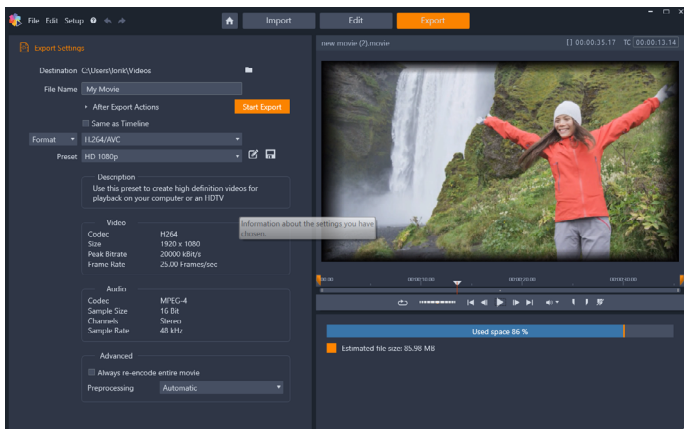 File Edit Setup
Import
Edit
Export
Export Settings
Destination C:\Users\Jorik\Videos
File Name My Movie
After Export Actions
Start Export
Same as Timeline
Format H.264/AVC
Preset HD 1080p
Description
Use this preset to create high definition videos for
playback on your computer or an HDTV
Video
Codec H264
Size 1920 x 1080
Peak Bitrate 20000 kBit/s
Frame Rate 25.00 Frames/sec
Information about the settings you have
chosen
Audio
Codec MPEG-4
Sample Size 16 Bit
Channels Stereo
Sample Rate 48 kHz
Advanced
Always re-encode entire movie
Preprocessing Automatic
new movie (2).movie
[] 00:00:35.17 TC 00:00:13.14
Used space 86 %
Estimated file size: 85.98 MB